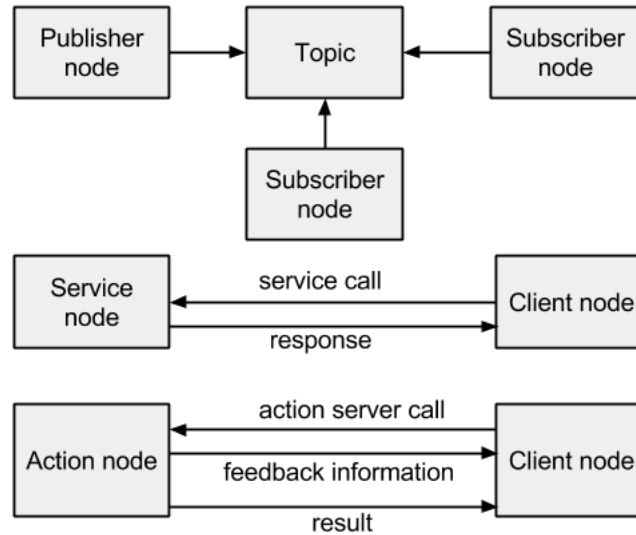 Publisher
node
Topic
Subscriber
node
Subscriber
node
Service
node
service call
response
Client node
Action node
action server call
feedback information
result
Client node